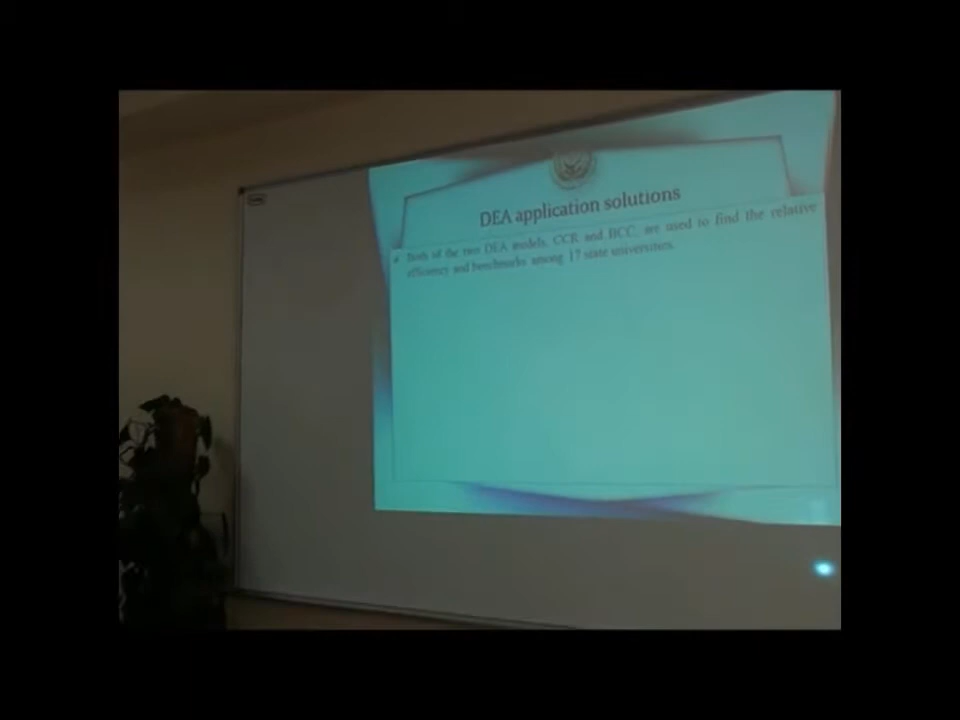 DEA application solutions
Both of the two DEA models, CCR and BCC, are used to find the relative
efficiency and benchmarks among 17 state universities.